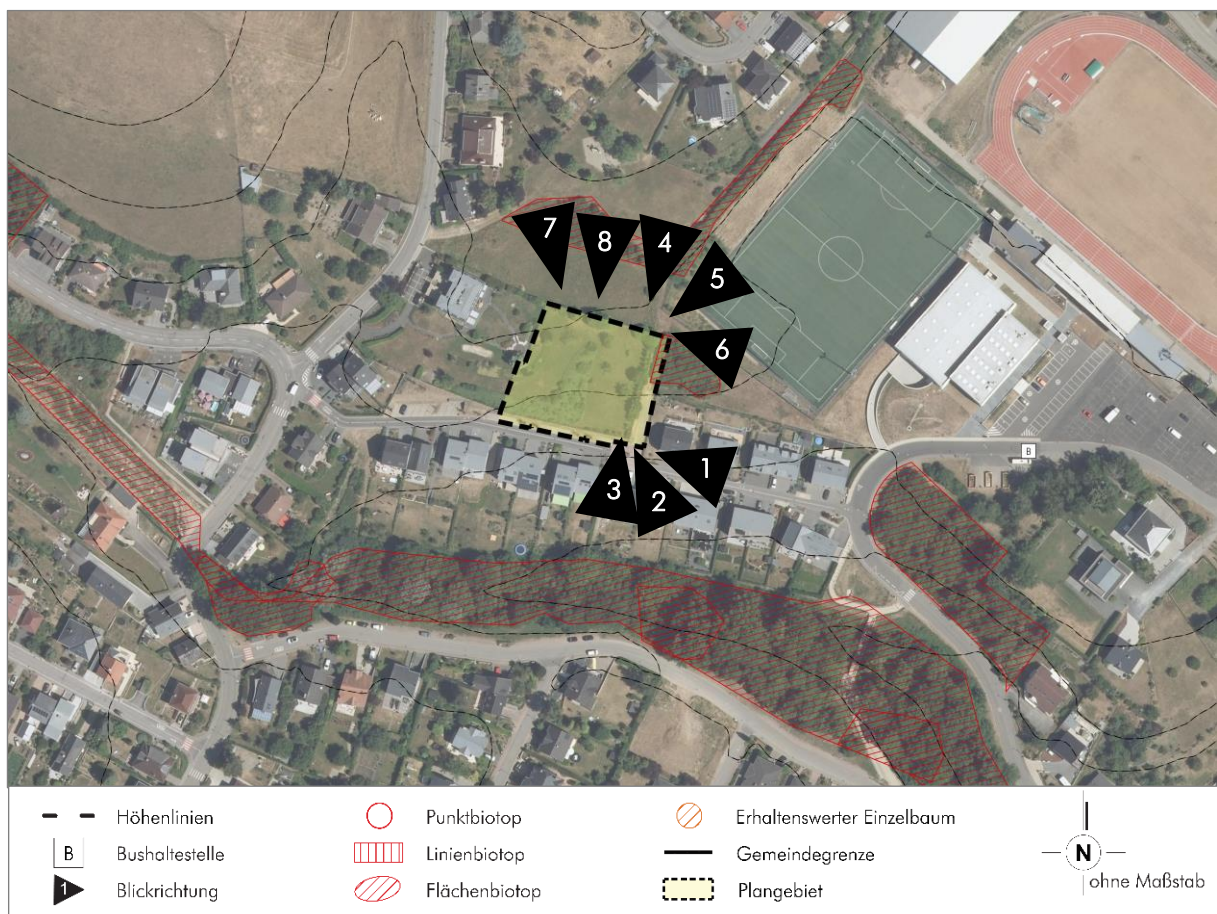 7
8
4
5
6
B
1
3
2
Höhenlinien
Punktbiotop
Erhaltenswerter Einzelbaum
B
Bushaltestelle
Linienbiotop
Gemeindegrenze
N
1
Blickrichtung
Flächenbiotop
Plangebiet
ohne Maßstab